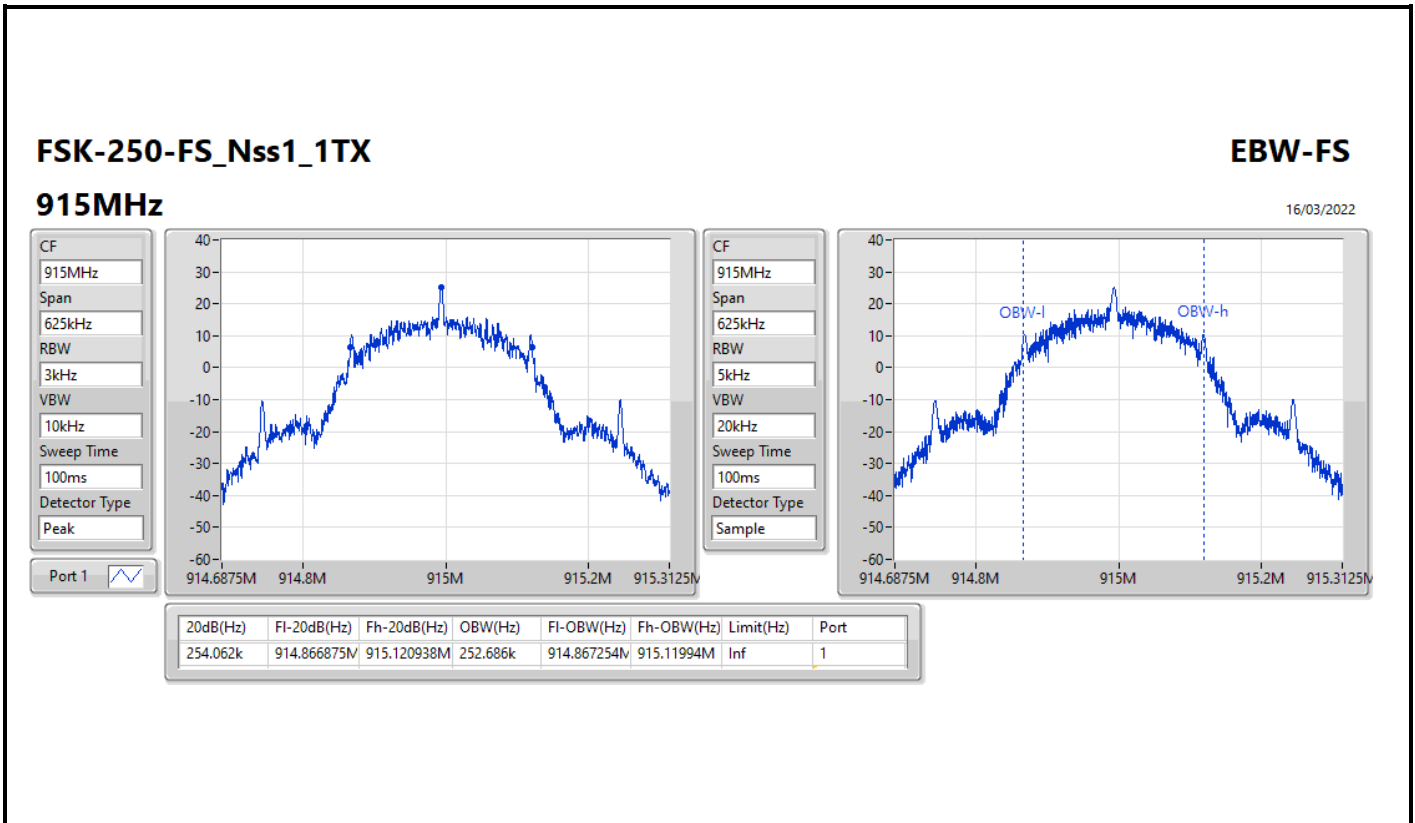 FSK-250-FS_Nss1_1TX
EBW-FS
915MHz
16/03/2022
CF
915MHz
Span
625kHz
RBW
3kHz
VBW
10kHz
Sweep Time
100ms
Detector Type
Peak
Port 1
40
30
20
10
0
-10
-20
-30
-40
-50
-60
914.6875M 914.8M 915M 915.2M 915.3125M
CF
915MHz
Span
625kHz
RBW
5kHz
VBW
20kHz
Sweep Time
100ms
Detector Type
Sample
40
30
20
10
0
-10
-20
-30
-40
-50
-60
OBW-l OBW-h
914.6875M 914.8M 915M 915.2M 915.3125M
20dB(Hz) Fl-20dB(Hz) Fh-20dB(Hz) OBW(Hz) Fl-OBW(Hz) Fh-OBW(Hz) Limit(Hz) Port
254.062k 914.866875M 915.120938M 252.686k 914.867254M 915.11994M Inf 1